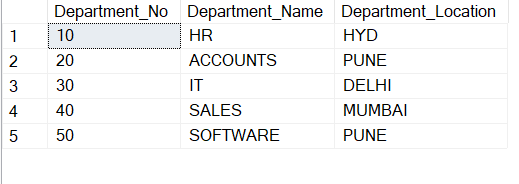 Department_No Department_Name Department_Location
1 10 HR HYD
2 20 ACCOUNTS PUNE
3 30 IT DELHI
4 40 SALES MUMBAI
5 50 SOFTWARE PUNE